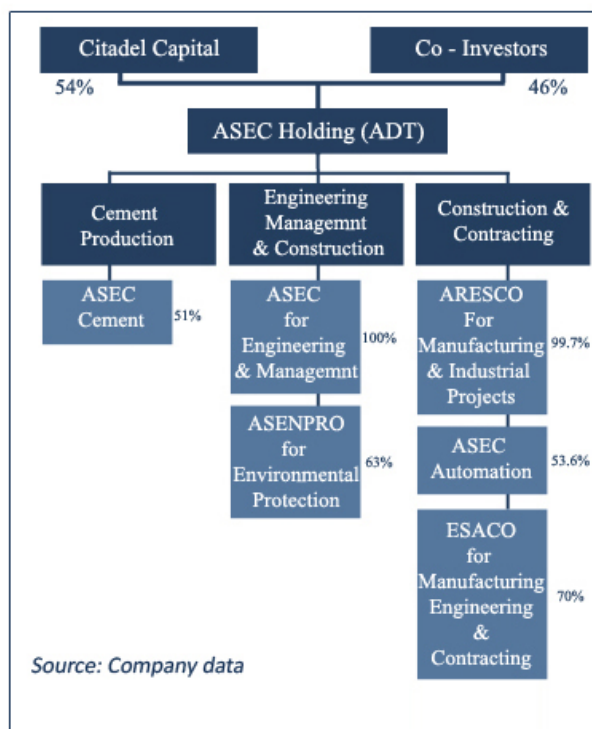 Citadel Capital
Co - Investors
54%
46%
ASEC Holding (ADT)
Cement
Production
Engineering
Managemnt
& Construction
Construction &
Contracting
ASEC
Cement
51%
ASEC
for
Engineering
& Managemnt
100%
ARESCO
For
Manufacturing
& Industrial
Projects
99.7%
ASENPRO
for
Environmental
Protection
63%
ASEC
Automation
53.6%
ESACO
for
Manufacturing
Engineering
&
Contracting
70%
Source: Company data